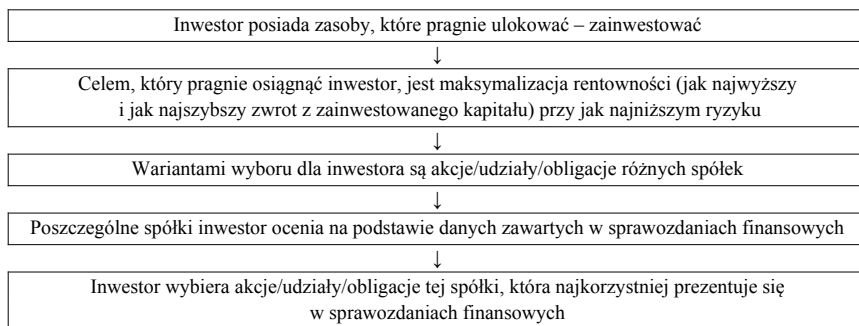 Inwestor posiada zasoby, które pragnie ulokować – zainwestować
↓
Celem, który pragnie osiągnąć inwestor, jest maksymalizacja rentowności (jak najwyższy
i jak najszybszy zwrot z zainwestowanego kapitału) przy jak najniższym ryzyku
↓
Wariantami wyboru dla inwestora są akcje/udziały/obligacje różnych spółek
↓
Poszczególne spółki inwestor ocenia na podstawie danych zawartych w sprawozdaniach finansowych
↓
Inwestor wybiera akcje/udziały/obligacje tej spółki, która najkorzystniej prezentuje się
w sprawozdaniach finansowych